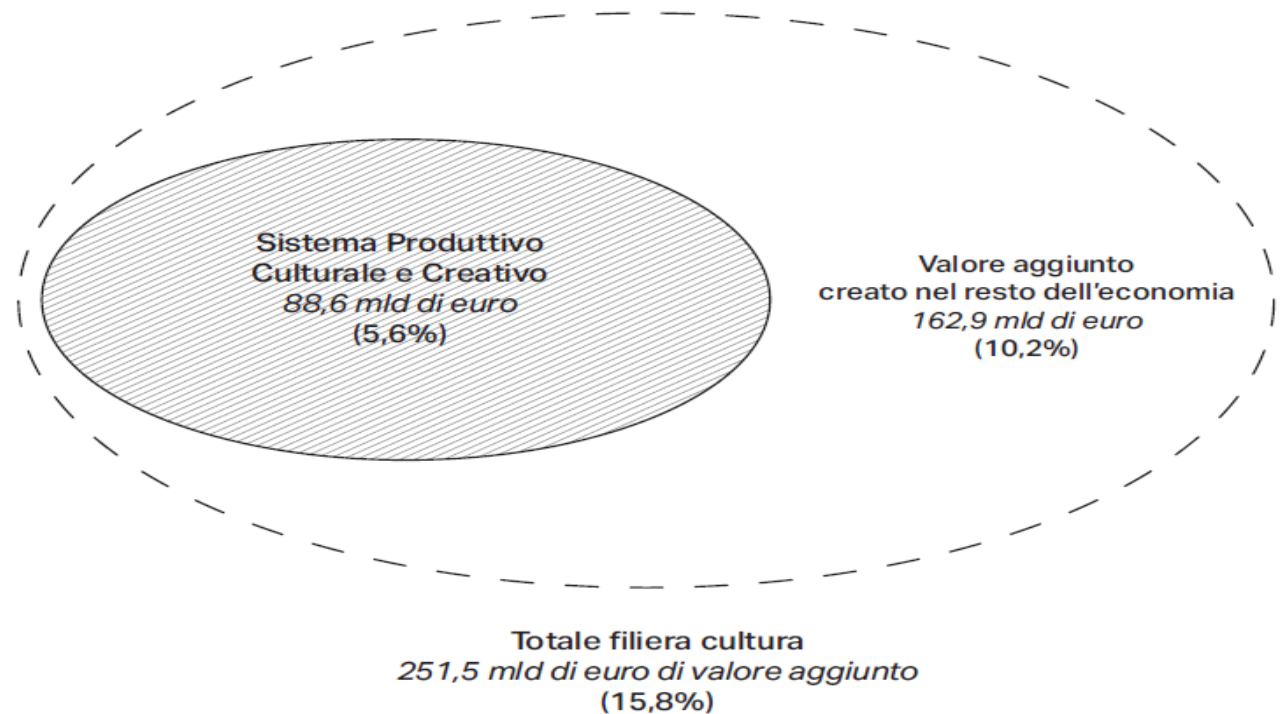 Sistema Produttivo
Culturale e Creativo
88,6 mld di euro
(5,6%)
Valore aggiunto
creato nel resto dell'economia
162,9 mld di euro
(10,2%)
Totale filiera cultura
251,5 mld di euro di valore aggiunto
(15,8%)